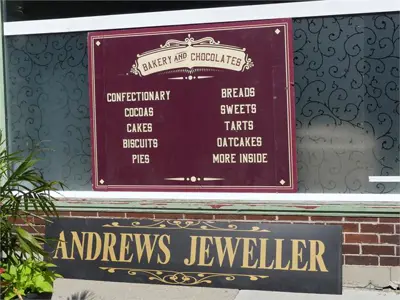 BAKERY AND CHOCOLATES
CONFECTIONARY
COCOAS
CAKES
BISCUITS
PIES
BREADS
SWEETS
TARTS
OATCAKES
MORE INSIDE
ANDREWS JEWELLER